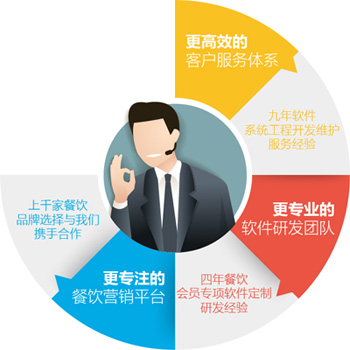 更高效的
客户服务体系
九年软件
系统工程开发维护
服务经验
更专业的
软件研发团队
四年餐饮
会员专项软件定制
研发经验
更专注的
餐饮营销平台
上千家餐饮
品牌选择与我们
携手合作